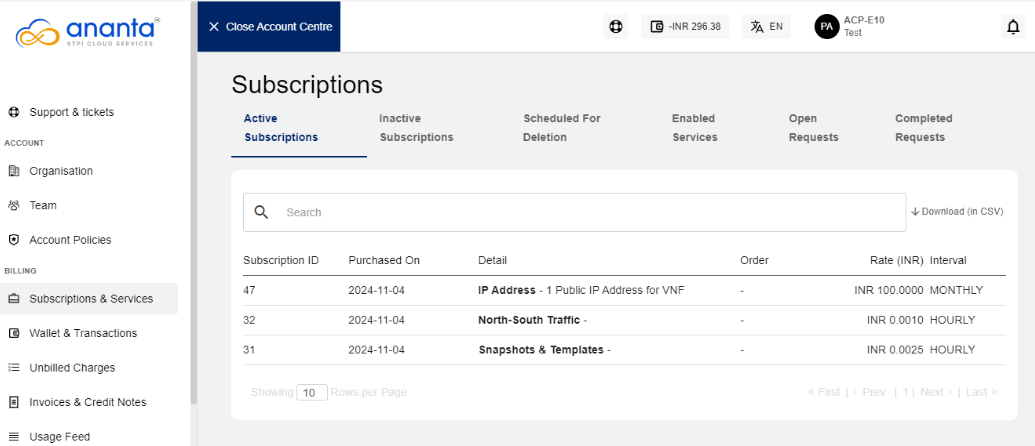 ananta
STPI CLOUD SERVICES
Close Account Centre
-INR 296.38
EN
PA
ACP-E10
Test
Support & tickets
ACCOUNT
Organisation
Team
Account Policies
BILLING
Subscriptions & Services
Wallet & Transactions
Unbilled Charges
Invoices & Credit Notes
Usage Feed
Subscriptions
Active Subscriptions
Inactive Subscriptions
Scheduled For Deletion
Enabled Services
Open Requests
Completed Requests
Search
Download (in CSV)
Subscription ID Purchased On Detail Order Rate (INR) Interval
47 2024-11-04 IP Address - 1 Public IP Address for VNF - INR 100.0000 MONTHLY
32 2024-11-04 North-South Traffic - - INR 0.0010 HOURLY
31 2024-11-04 Snapshots & Templates - - INR 0.0025 HOURLY
Showing 10 Rows per Page
« First | ‹ Prev | 1 | Next › | Last »